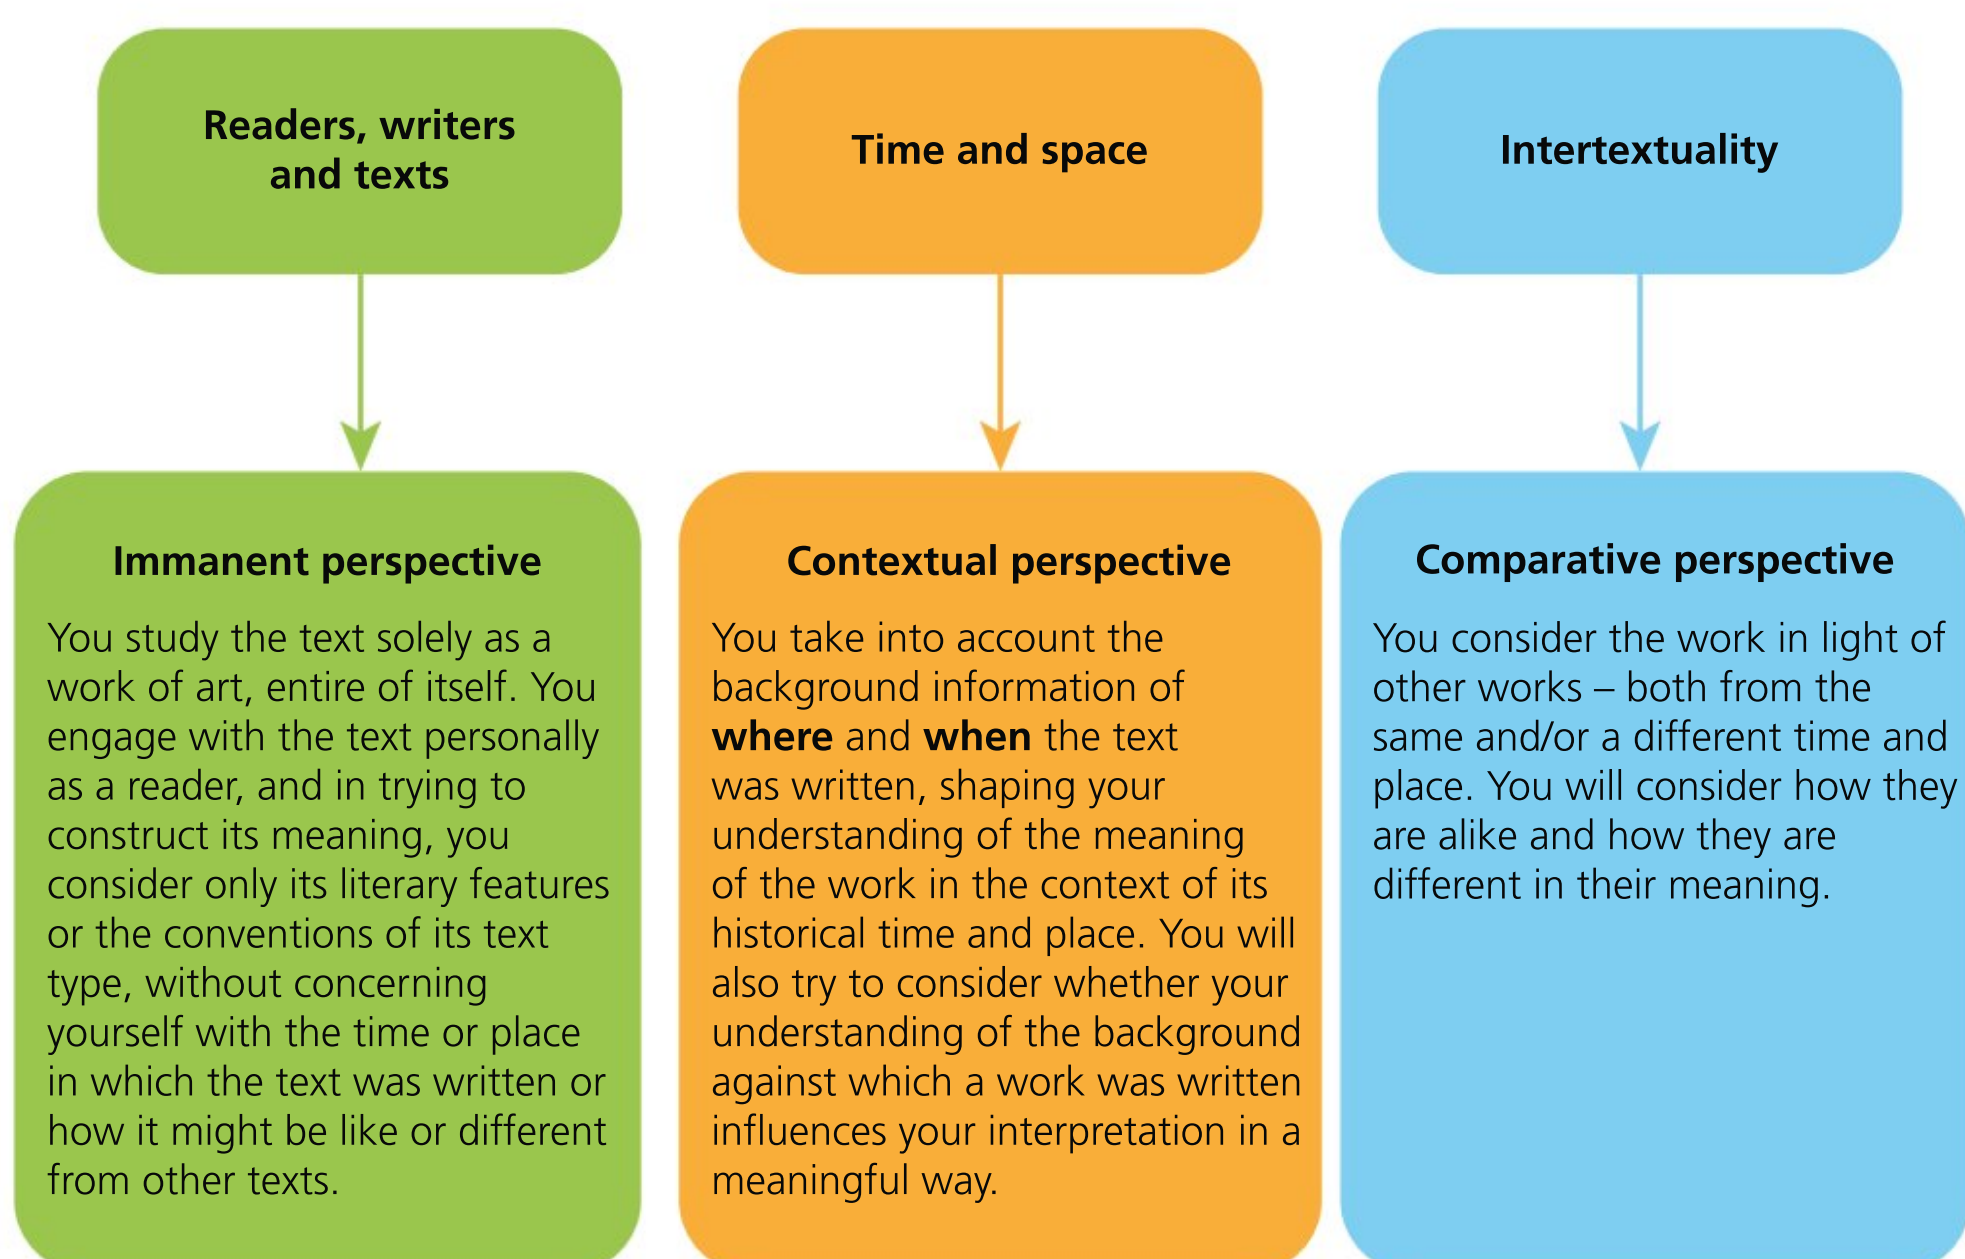 Readers, writers
and texts
Time and space
Intertextuality
Immanent perspective
You study the text solely as a
work of art, entire of itself. You
engage with the text personally
as a reader, and in trying to
construct its meaning, you
consider only its literary features
or the conventions of its text
type, without concerning
yourself with the time or place
in which the text was written or
how it might be like or different
from other texts.
Contextual perspective
You take into account the
background information of
where and when the text
was written, shaping your
understanding of the meaning
of the work in the context of its
historical time and place. You will
also try to consider whether your
understanding of the background
against which a work was written
influences your interpretation in a
meaningful way.
Comparative perspective
You consider the work in light of
other works – both from the
same and/or a different time and
place. You will consider how they
are alike and how they are
different in their meaning.